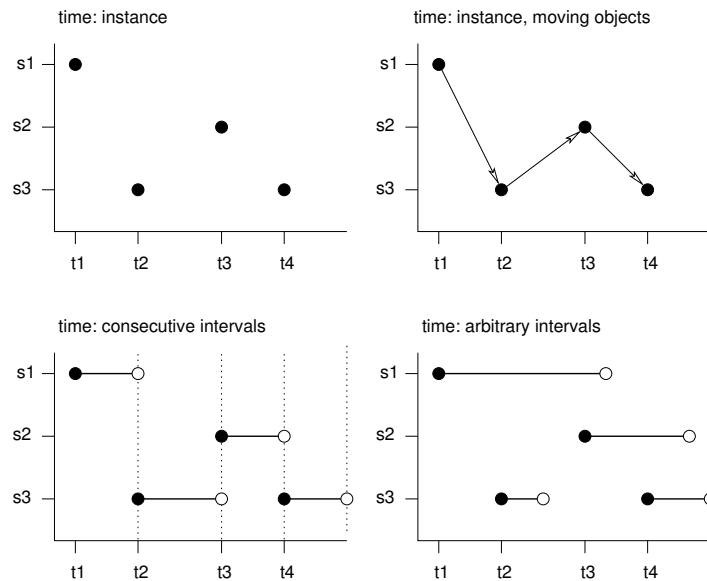 time: instance
s1
s2
s3
t1 t2 t3 t4
time: instance, moving objects
s1
s2
s3
t1 t2 t3 t4
time: consecutive intervals
s1
s2
s3
t1 t2 t3 t4
time: arbitrary intervals
s1
s2
s3
t1 t2 t3 t4